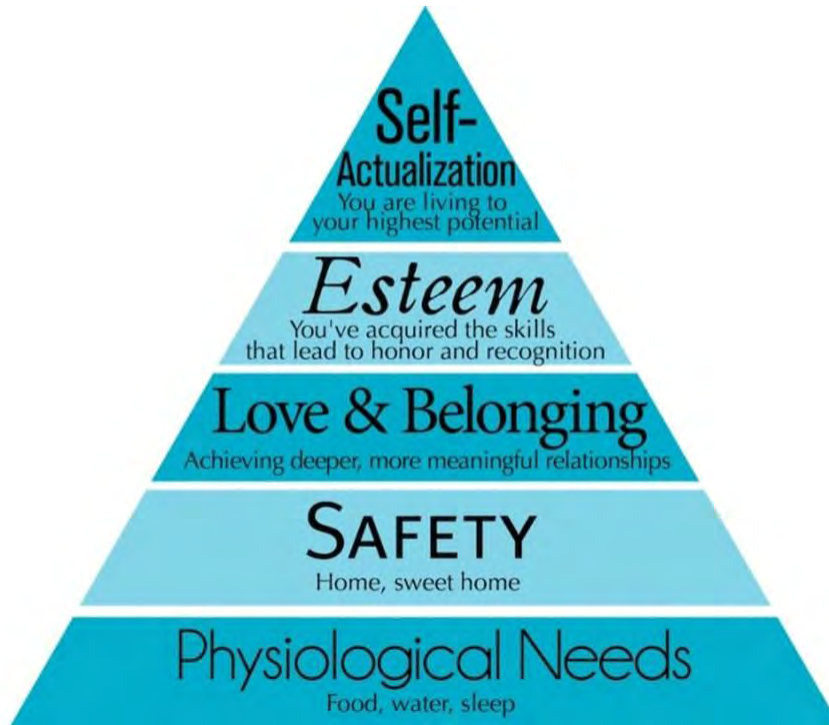 Self-
Actualization
You are living to
your highest potential
Esteem
You've acquired the skills
that lead to honor and recognition
Love & Belonging
Achieving deeper, more meaningful relationships
SAFETY
Home, sweet home
Physiological Needs
Food, water, sleep